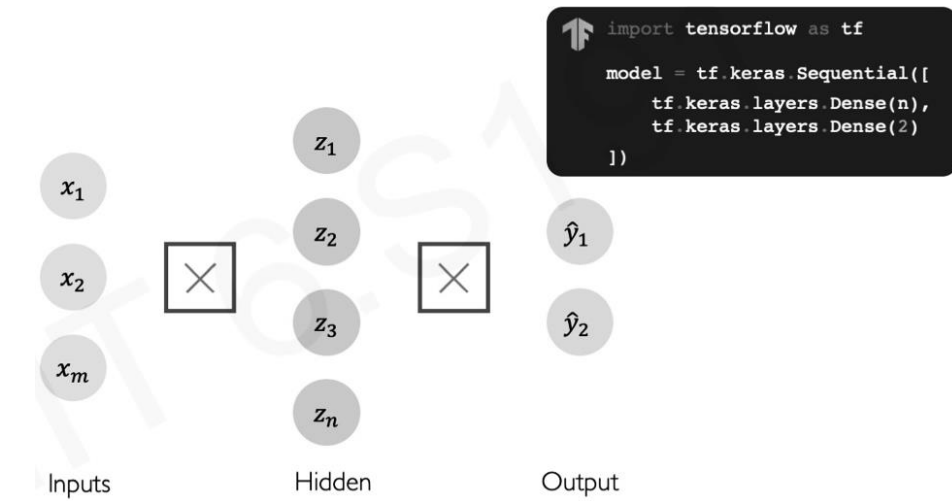 import tensorflow as tf
model = tf.keras.Sequential([
tf.keras.layers.Dense(n),
tf.keras.layers.Dense(2)
])
z₁
x₁
z₂
ŷ₁
x₂
z₃
ŷ₂
xₘ
zₙ
Inputs
Hidden
Output